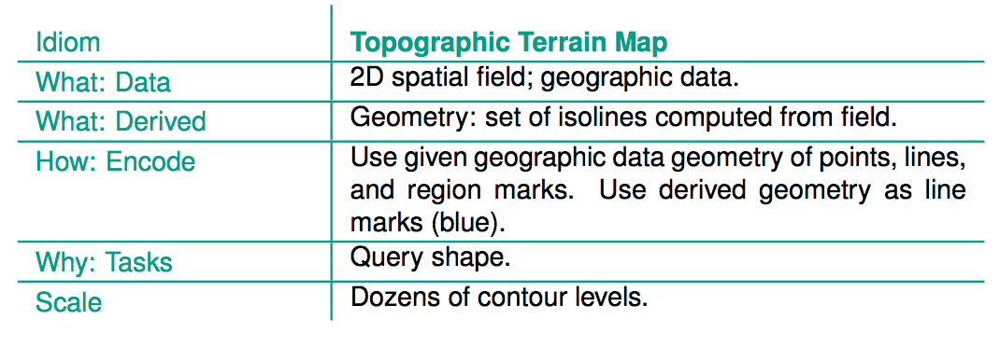 Idiom Topographic Terrain Map
What: Data 2D spatial field; geographic data.
What: Derived Geometry: set of isolines computed from field.
How: Encode Use given geographic data geometry of points, lines,
and region marks. Use derived geometry as line
marks (blue).
Why: Tasks Query shape.
Scale Dozens of contour levels.